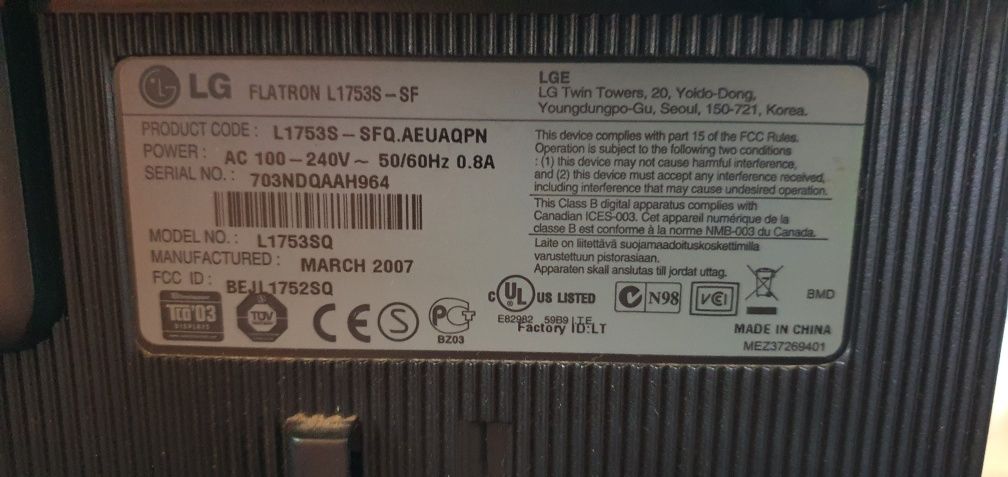 LG FLATRON L1753S-SF
LGE
LG Twin Towers, 20, Yoido-Dong,
Youngdungpo-Gu, Seoul, 150-721, Korea.
PRODUCT CODE : L1753S-SFQ.AEUAQPN
POWER : AC 100-240V~ 50/60Hz 0.8A
SERIAL NO. : 703NDQAAH964
MODEL NO. : L1753SQ
MANUFACTURED : MARCH 2007
FCC ID : BEJL1752SQ
This device complies with part 15 of the FCC Rules.
Operation is subject to the following two conditions
: (1) this device may not cause harmful interference,
and (2) this device must accept any interference received,
including interference that may cause undesired operation.
This Class B digital apparatus complies with
Canadian ICES-003. Cet appareil numérique de la
classe B est conforme à la norme NMB-003 du Canada.
Laite on liitettävä suojamaadoituskoskettimilla
varustettuun pistorasiaan.
Apparaten skall anslutas till jordat uttag.
TCO'03
DISPLAYS
TÜV
CE
S
PG
BZ03
c UL US LISTED
E82982 59B9 I.T.E
Factory ID:LT
N98
VCI
BMD
MADE IN CHINA
MEZ37269401